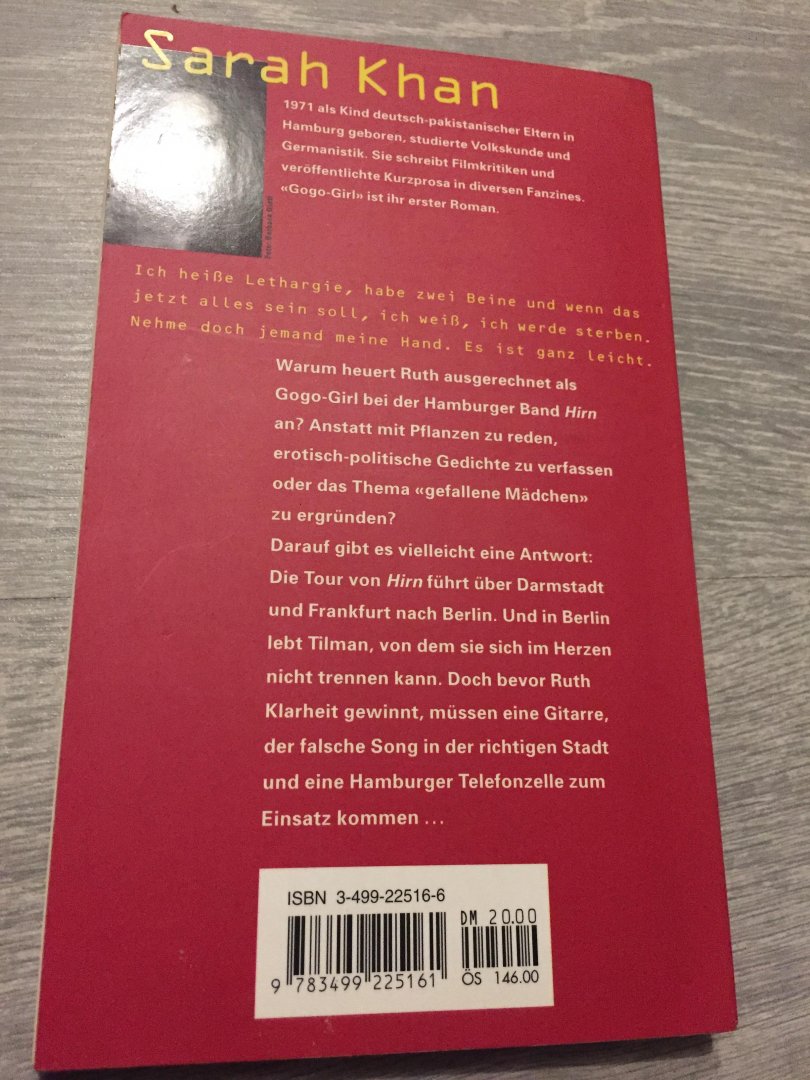 Sarah Khan
1971 als Kind deutsch-pakistanischer Eltern in
Hamburg geboren, studierte Volkskunde und
Germanistik. Sie schreibt Filmkritiken und
veröffentlichte Kurzprosa in diversen Fanzines.
«Gogo-Girl» ist ihr erster Roman.
Ich heiße Lethargie, habe zwei Beine und wenn das
jetzt alles sein soll, ich weiß, ich werde sterben.
Nehme doch jemand meine Hand. Es ist ganz leicht.
Warum heuert Ruth ausgerechnet als
Gogo-Girl bei der Hamburger Band Hirn
an? Anstatt mit Pflanzen zu reden,
erotisch-politische Gedichte zu verfassen
oder das Thema «gefallene Mädchen»
zu ergründen?
Darauf gibt es vielleicht eine Antwort:
Die Tour von Hirn führt über Darmstadt
und Frankfurt nach Berlin. Und in Berlin
lebt Tilman, von dem sie sich im Herzen
nicht trennen kann. Doch bevor Ruth
Klarheit gewinnt, müssen eine Gitarre,
der falsche Song in der richtigen Stadt
und eine Hamburger Telefonzelle zum
Einsatz kommen ...
ISBN 3-499-22516-6
DM 20.00
9 783499 225161
ÖS 146.00